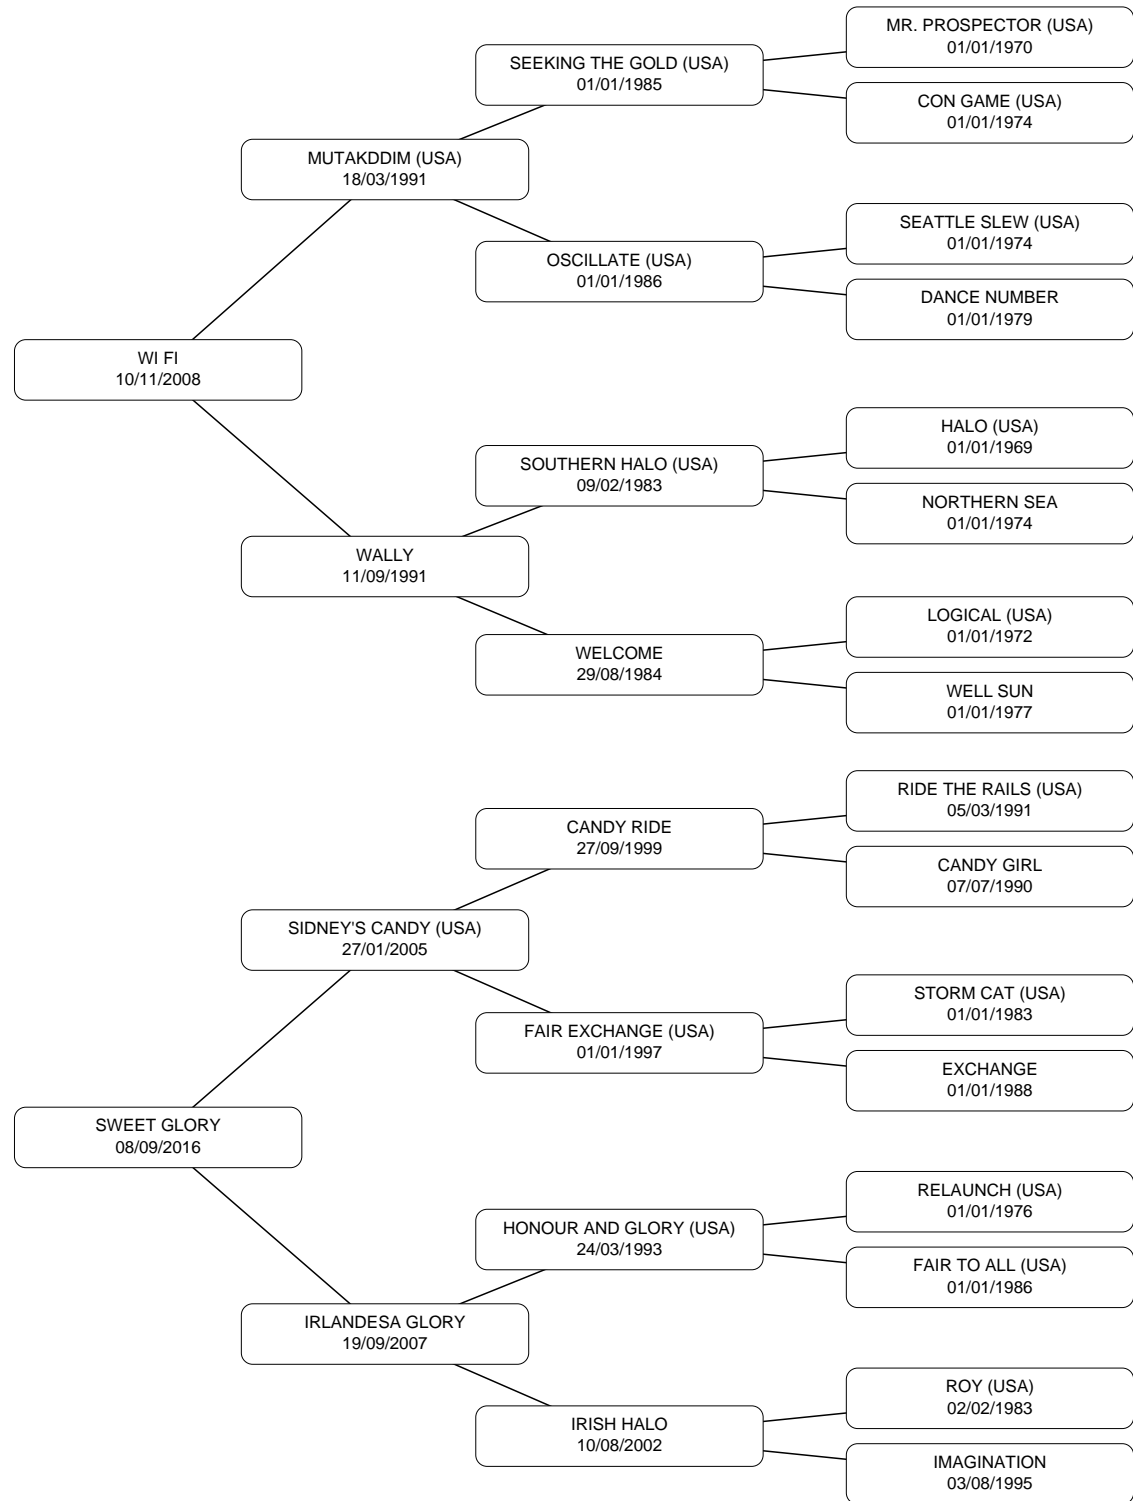 MR. PROSPECTOR (USA)
01/01/1970
SEEKING THE GOLD (USA)
01/01/1985
CON GAME (USA)
01/01/1974
MUTAKDDIM (USA)
18/03/1991
SEATTLE SLEW (USA)
01/01/1974
OSCILLATE (USA)
01/01/1986
DANCE NUMBER
01/01/1979
WI FI
10/11/2008
HALO (USA)
01/01/1969
SOUTHERN HALO (USA)
09/02/1983
NORTHERN SEA
01/01/1974
WALLY
11/09/1991
LOGICAL (USA)
01/01/1972
WELCOME
29/08/1984
WELL SUN
01/01/1977
RIDE THE RAILS (USA)
05/03/1991
CANDY RIDE
27/09/1999
CANDY GIRL
07/07/1990
SIDNEY'S CANDY (USA)
27/01/2005
STORM CAT (USA)
01/01/1983
FAIR EXCHANGE (USA)
01/01/1997
EXCHANGE
01/01/1988
SWEET GLORY
08/09/2016
RELAUNCH (USA)
01/01/1976
HONOUR AND GLORY (USA)
24/03/1993
FAIR TO ALL (USA)
01/01/1986
IRLANDESA GLORY
19/09/2007
ROY (USA)
02/02/1983
IRISH HALO
10/08/2002
IMAGINATION
03/08/1995